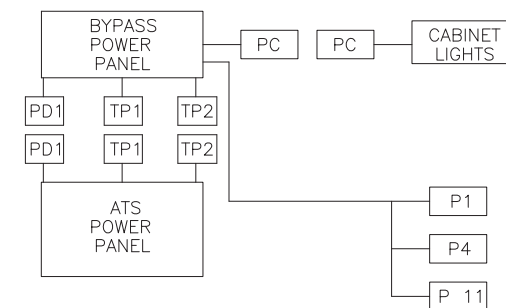 BYPASS
POWER
PANEL
PC
PC
CABINET
LIGHTS
PD1
TP1
TP2
PD1
TP1
TP2
ATS
POWER
PANEL
P1
P4
P 11